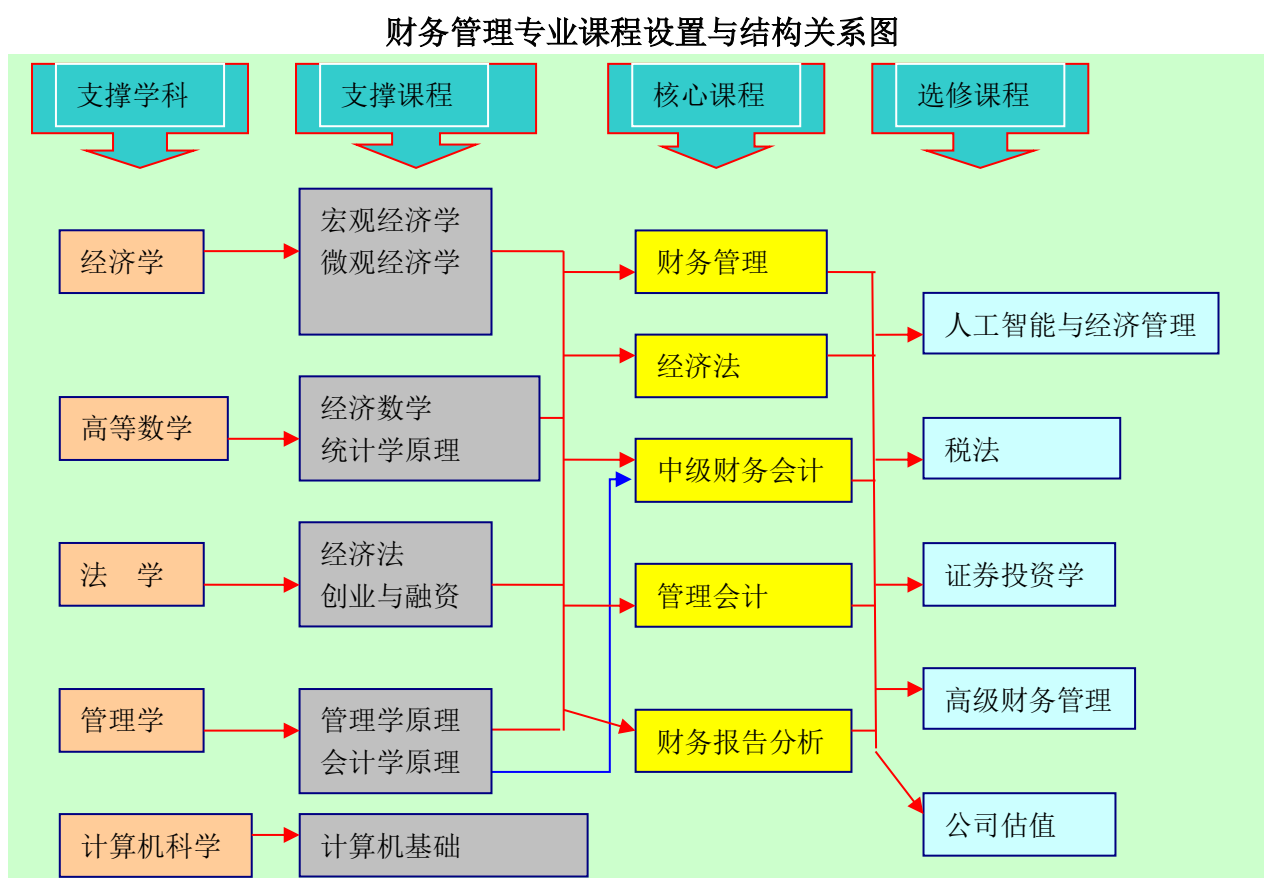 财务管理专业课程设置与结构关系图
支撑学科
支撑课程
核心课程
选修课程
经济学
宏观经济学
微观经济学
财务管理
人工智能与经济管理
经济法
高等数学
经济数学
统计学原理
中级财务会计
税法
法 学
经济法
创业与融资
管理会计
证券投资学
管理学
管理学原理
会计学原理
财务报告分析
高级财务管理
计算机科学
计算机基础
公司估值